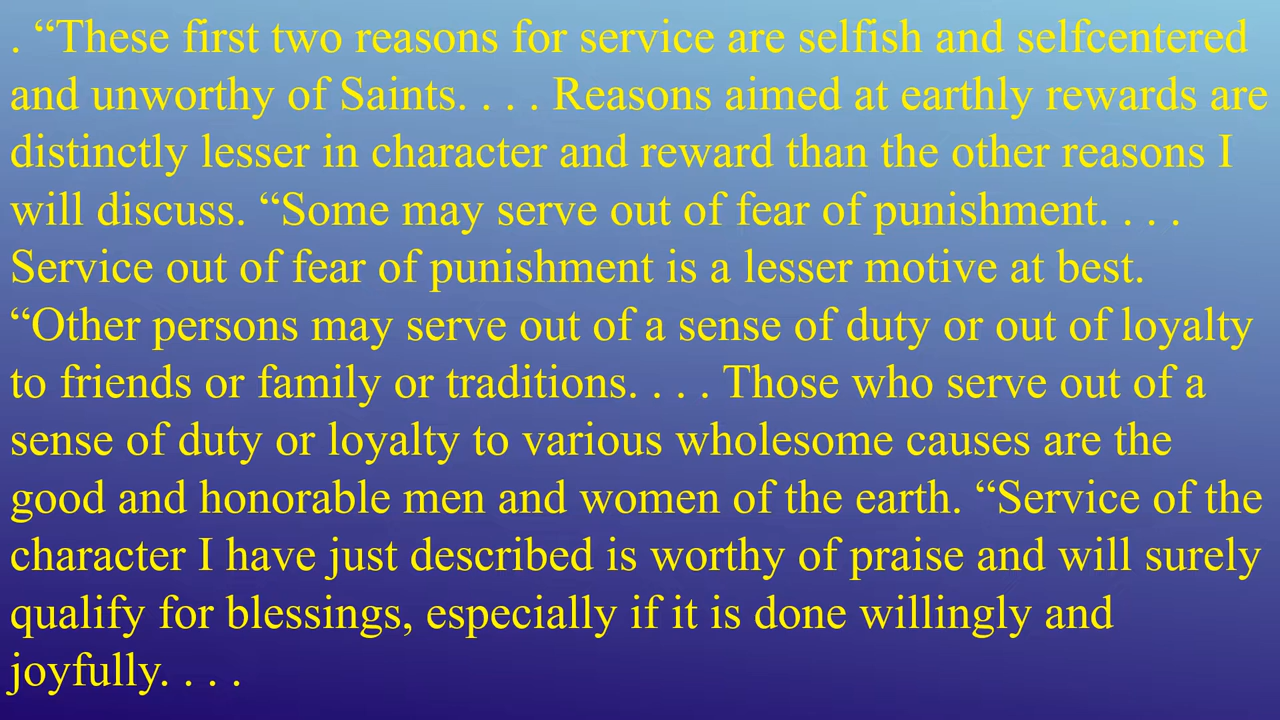 . “These first two reasons for service are selfish and selfcentered
and unworthy of Saints. . . . Reasons aimed at earthly rewards are
distinctly lesser in character and reward than the other reasons I
will discuss. “Some may serve out of fear of punishment. . . .
Service out of fear of punishment is a lesser motive at best.
“Other persons may serve out of a sense of duty or out of loyalty
to friends or family or traditions. . . . Those who serve out of a
sense of duty or loyalty to various wholesome causes are the
good and honorable men and women of the earth. “Service of the
character I have just described is worthy of praise and will surely
qualify for blessings, especially if it is done willingly and
joyfully. . . .